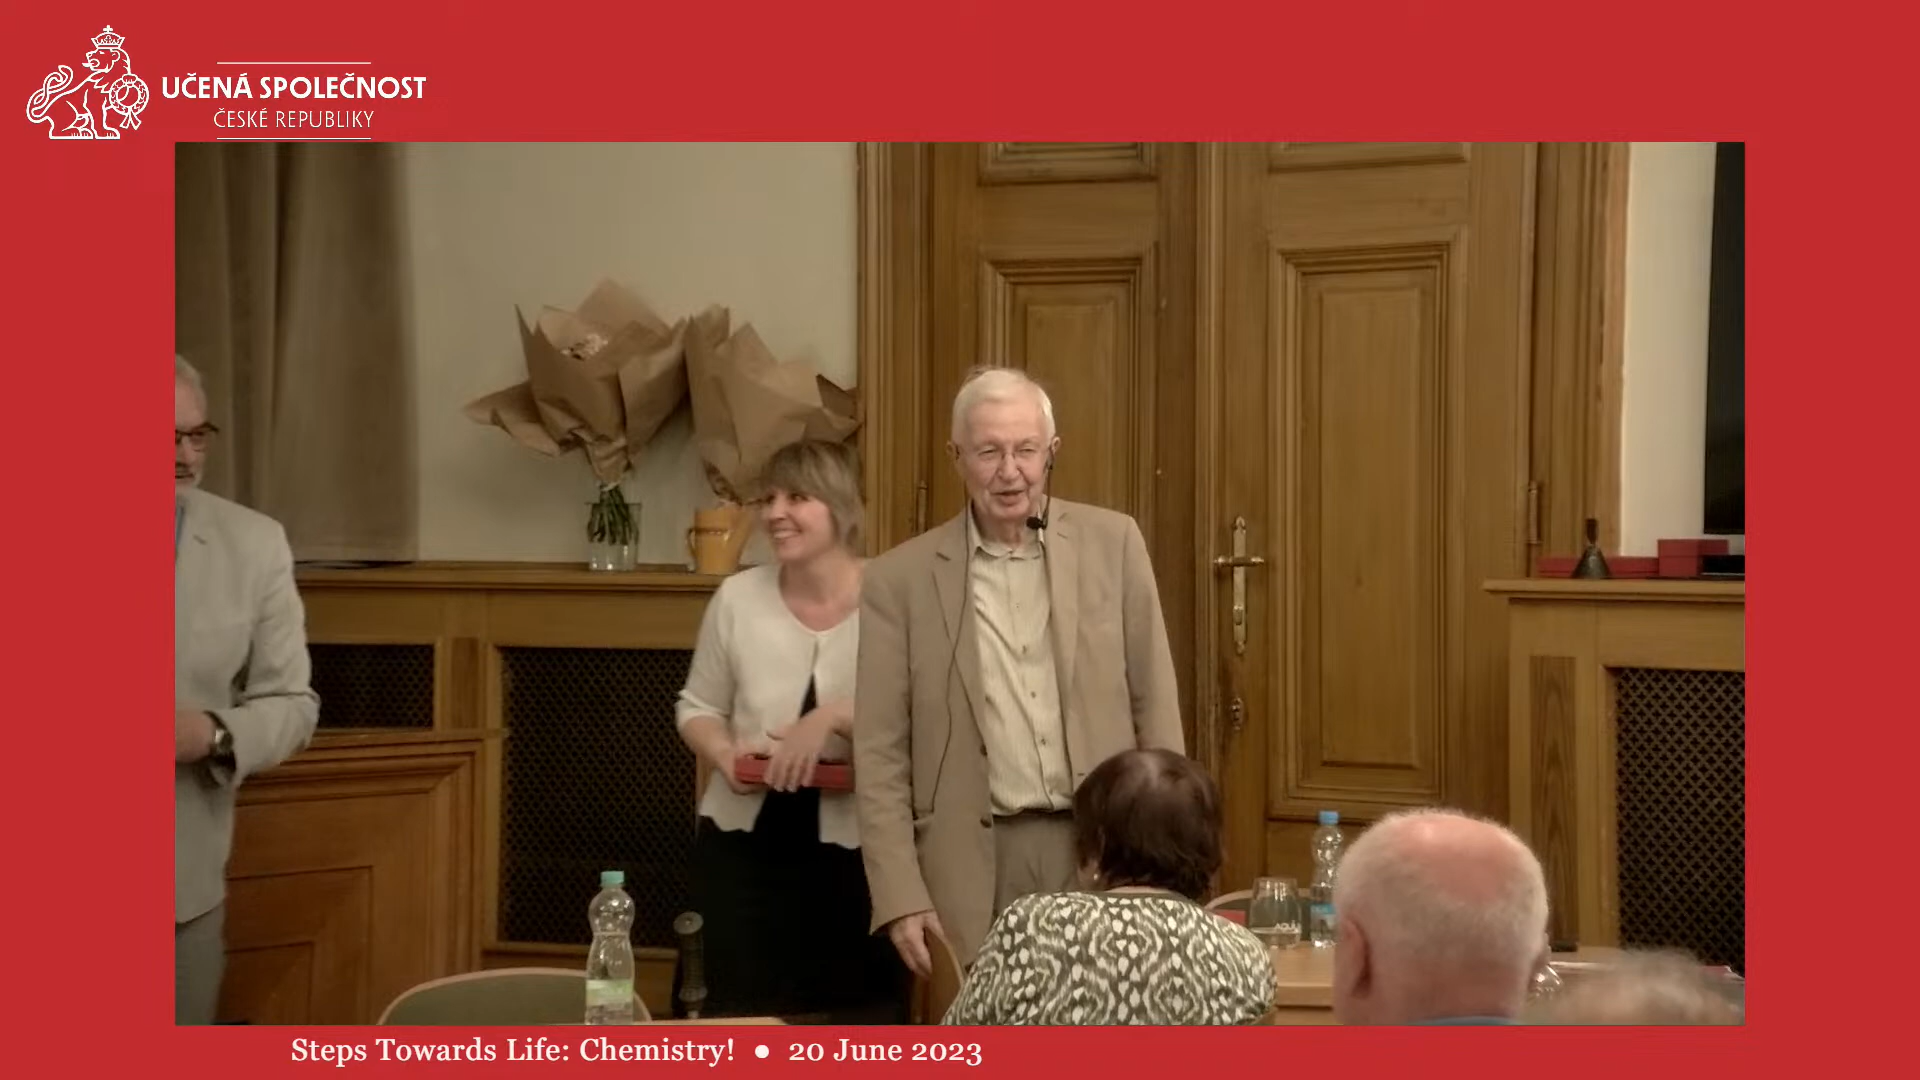 UČENÁ SPOLEČNOST
ČESKÉ REPUBLIKY
Steps Towards Life: Chemistry! • 20 June 2023